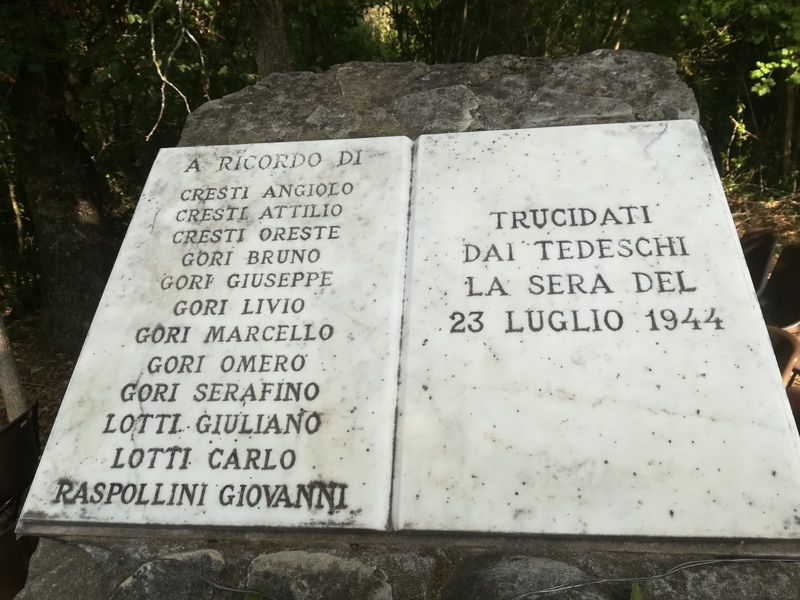 A RICORDO DI
CRESTI ANGIOLO
CRESTI ATTILIO
CRESTI ORESTE
GORI BRUNO
GORI GIUSEPPE
GORI LIVIO
GORI MARCELLO
GORI OMERO
GORI SERAFINO
LOTTI GIULIANO
LOTTI CARLO
RASPOLLINI GIOVANNI
TRUCIDATI
DAI TEDESCHI
LA SERA DEL
23 LUGLIO 1944